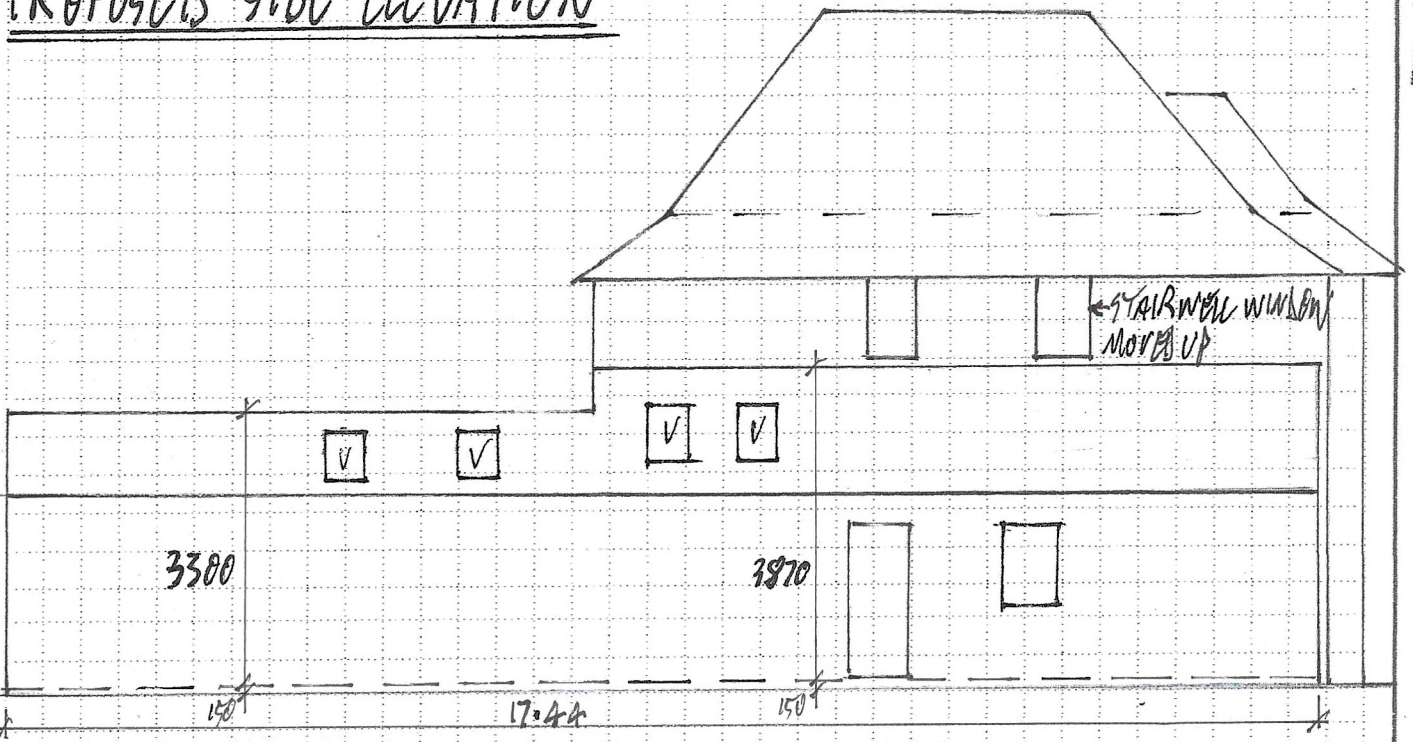 PROPOSED SIDE ELEVATION
← STAIRWELL WINDOW
MOVED UP
V
V
V
V
3300
3870
150
17.44
150